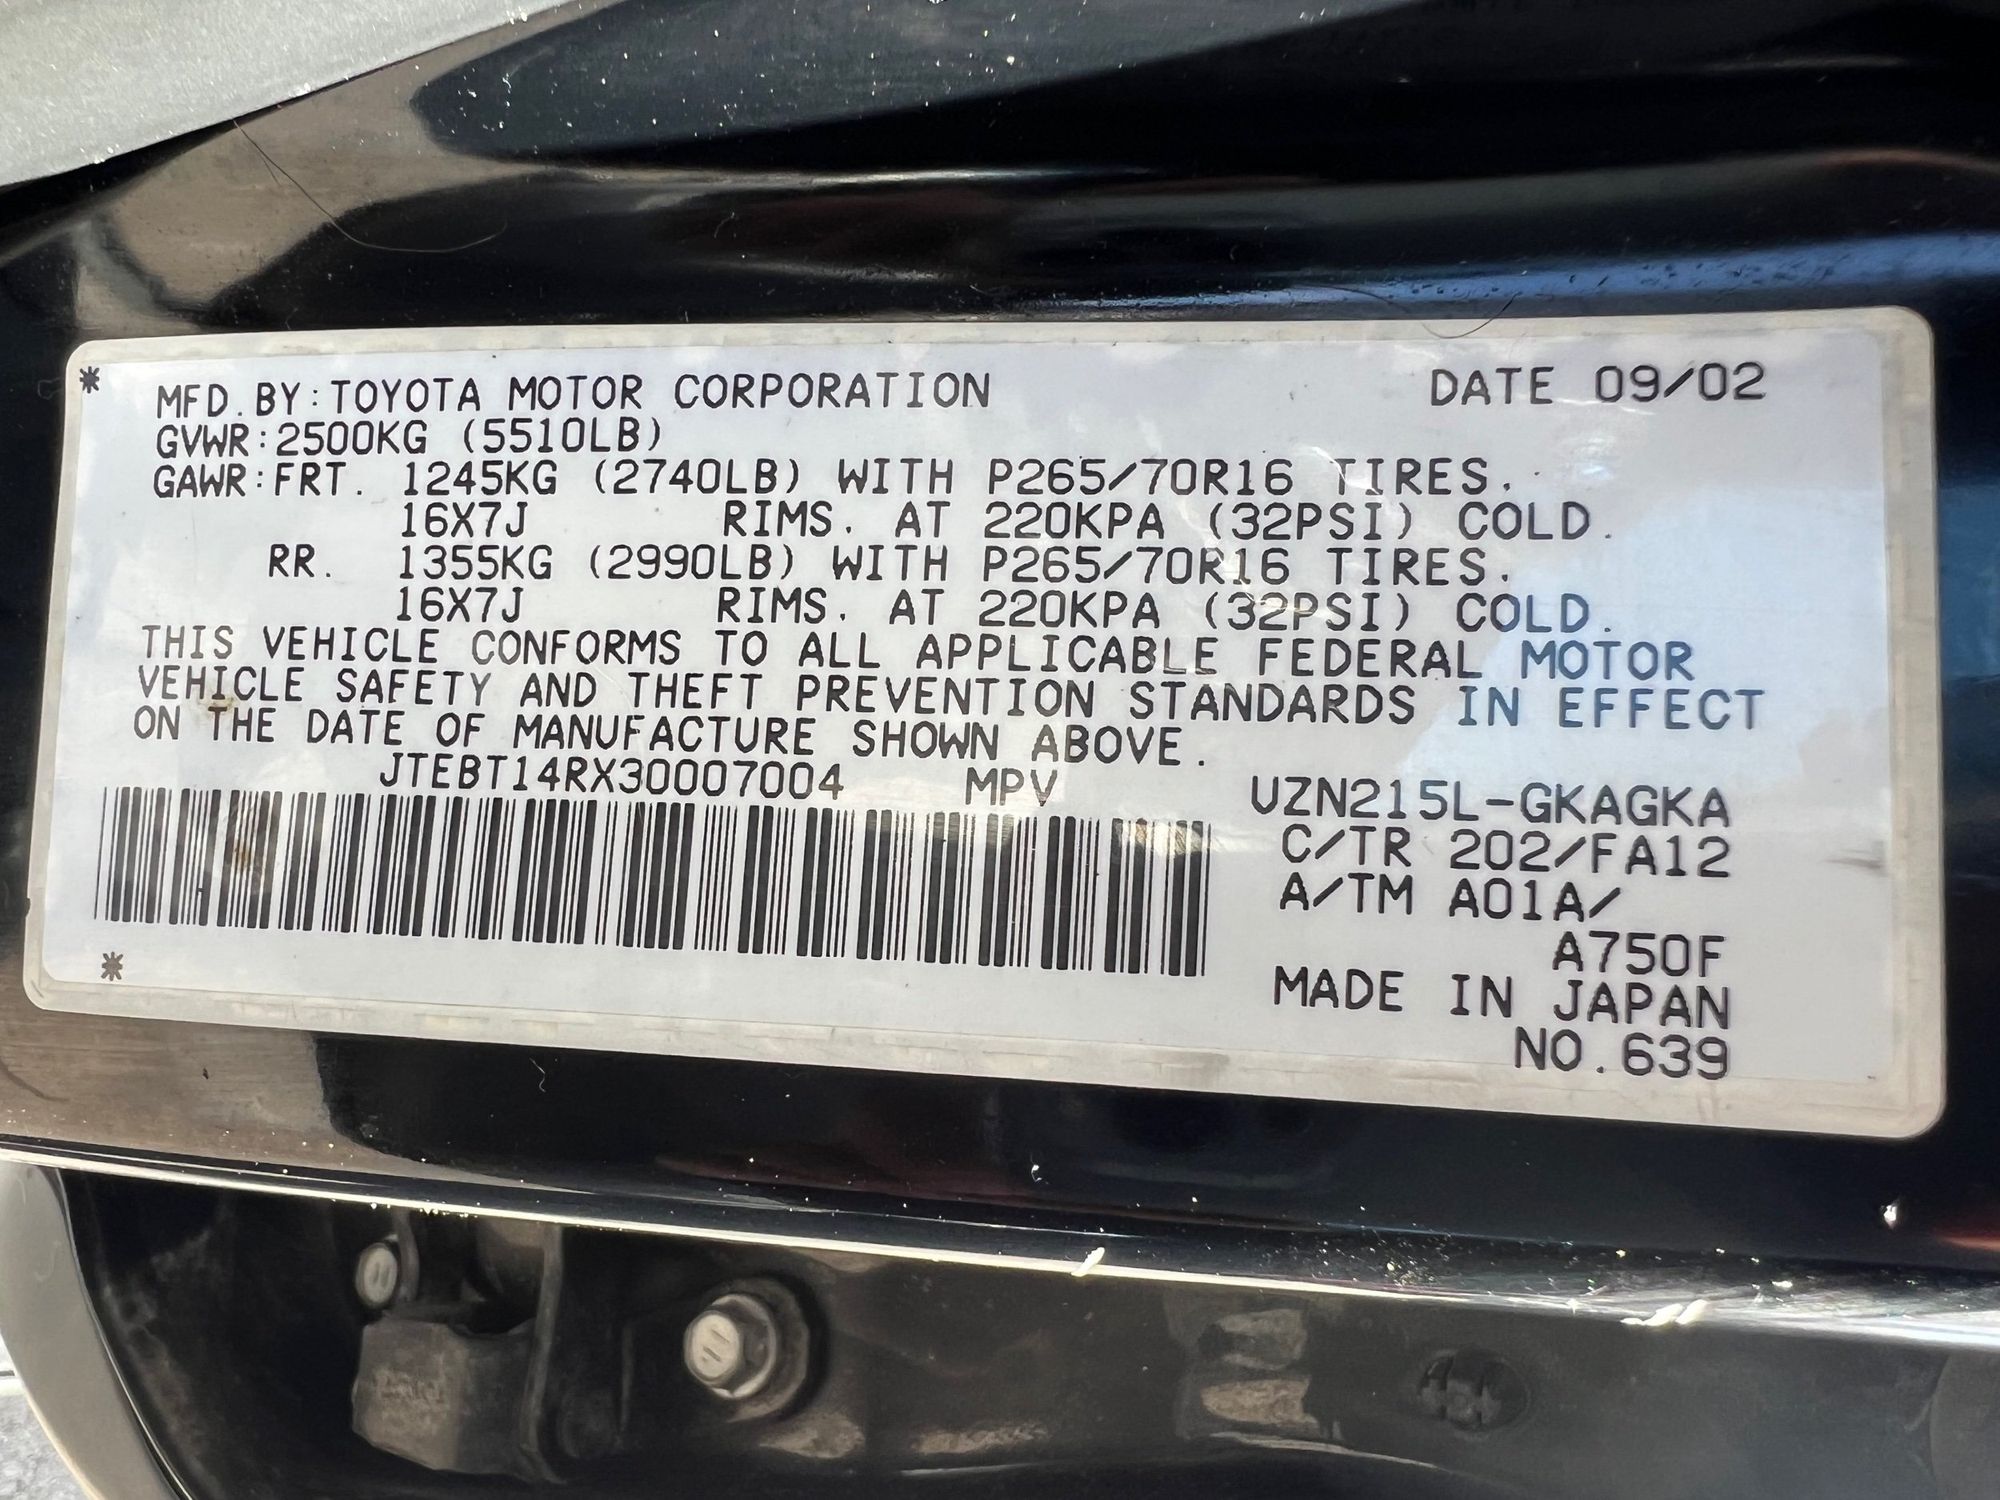 MFD.BY:TOYOTA MOTOR CORPORATION DATE 09/02
GVWR:2500KG (5510LB)
GAWR:FRT. 1245KG (2740LB) WITH P265/70R16 TIRES.
16X7J RIMS. AT 220KPA (32PSI) COLD.
RR. 1355KG (2990LB) WITH P265/70R16 TIRES.
16X7J RIMS. AT 220KPA (32PSI) COLD.
THIS VEHICLE CONFORMS TO ALL APPLICABLE FEDERAL MOTOR
VEHICLE SAFETY AND THEFT PREVENTION STANDARDS IN EFFECT
ON THE DATE OF MANUFACTURE SHOWN ABOVE.
JTEBT14RX30007004 MPV
UZN215L-GKAGKA
C/TR 202/FA12
A/TM A01A/
A750F
MADE IN JAPAN
NO.639